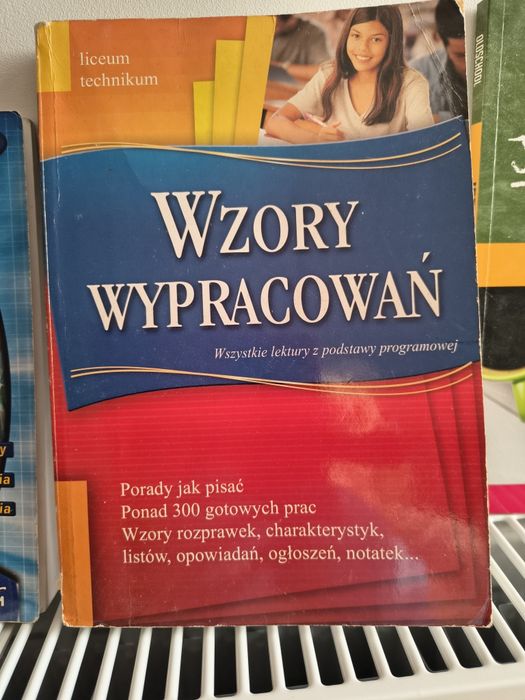 liceum
technikum
WZORY
WYPRACOWAŃ
Wszystkie lektury z podstawy programowej
Porady jak pisać
Ponad 300 gotowych prac
Wzory rozprawek, charakterystyk,
listów, opowiadań, ogłoszeń, notatek...
OLDSCHOOL